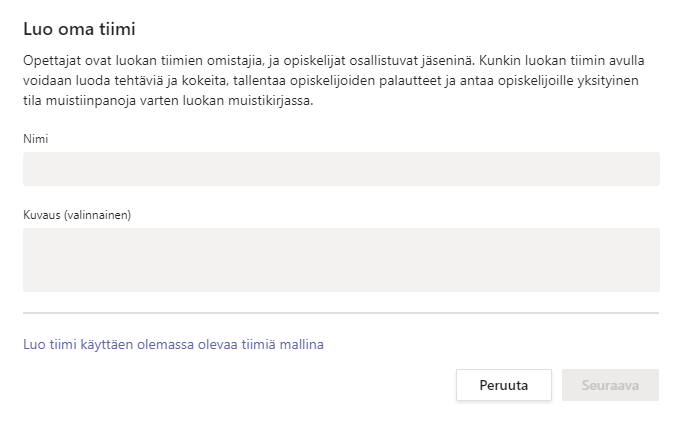 Luo oma tiimi
Opettajat ovat luokan tiimien omistajia, ja opiskelijat osallistuvat jäseninä. Kunkin luokan tiimin avulla
voidaan luoda tehtäviä ja kokeita, tallentaa opiskelijoiden palautteet ja antaa opiskelijoille yksityinen
tila muistiinpanoja varten luokan muistikirjassa.
Nimi
Kuvaus (valinnainen)
Luo tiimi käyttäen olemassa olevaa tiimiä mallina
Peruuta
Seuraava